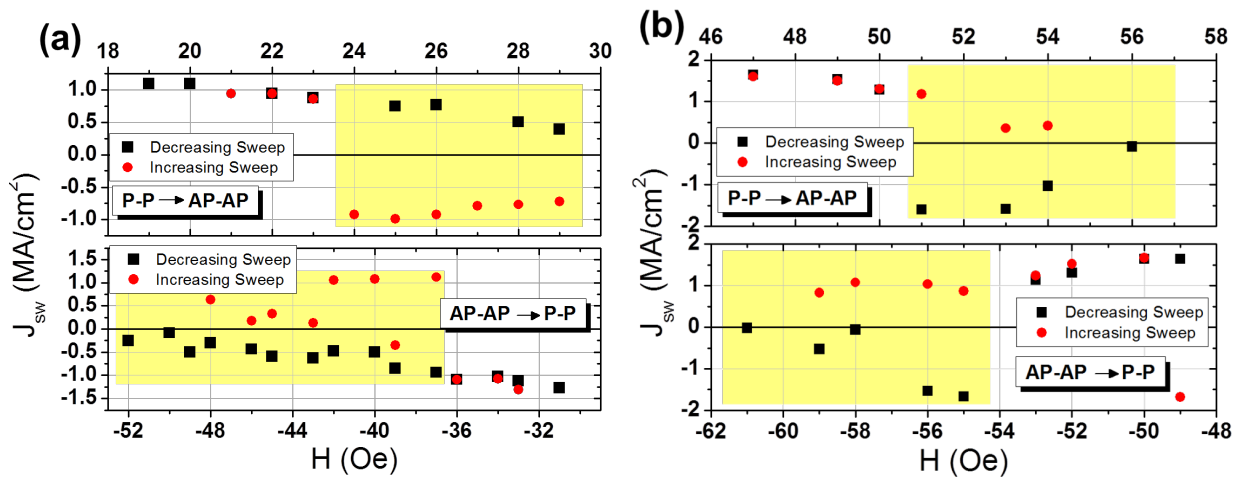 (a)
18 20 22 24 26 28 30
1.0
0.5
0.0
-0.5
-1.0
Decreasing Sweep
Increasing Sweep
P-P → AP-AP
J_sw (MA/cm²)
1.5
1.0
0.5
0.0
-0.5
-1.0
-1.5
Decreasing Sweep
Increasing Sweep
AP-AP → P-P
-52 -48 -44 -40 -36 -32
H (Oe)
(b)
46 48 50 52 54 56 58
2
1
0
-1
-2
Decreasing Sweep
Increasing Sweep
P-P → AP-AP
J_sw (MA/cm²)
2
1
0
-1
-2
Decreasing Sweep
Increasing Sweep
AP-AP → P-P
-62 -60 -58 -56 -54 -52 -50 -48
H (Oe)